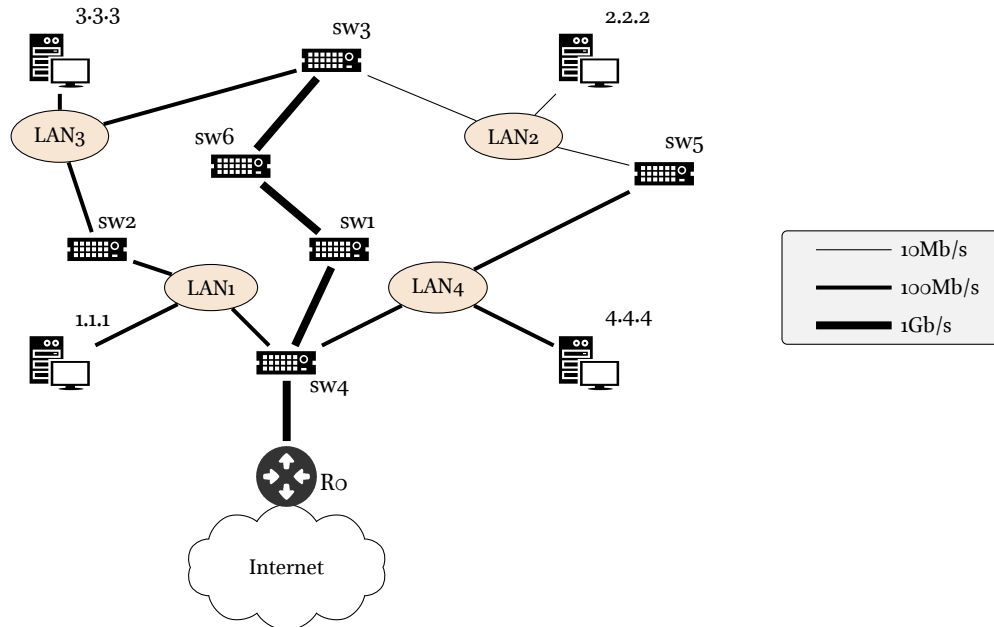 3.3.3
sw3
2.2.2
LAN3
sw6
LAN2
sw5
sw2
sw1
LAN1
LAN4
10Mb/s
100Mb/s
1Gb/s
1.1.1
4.4.4
sw4
R0
Internet